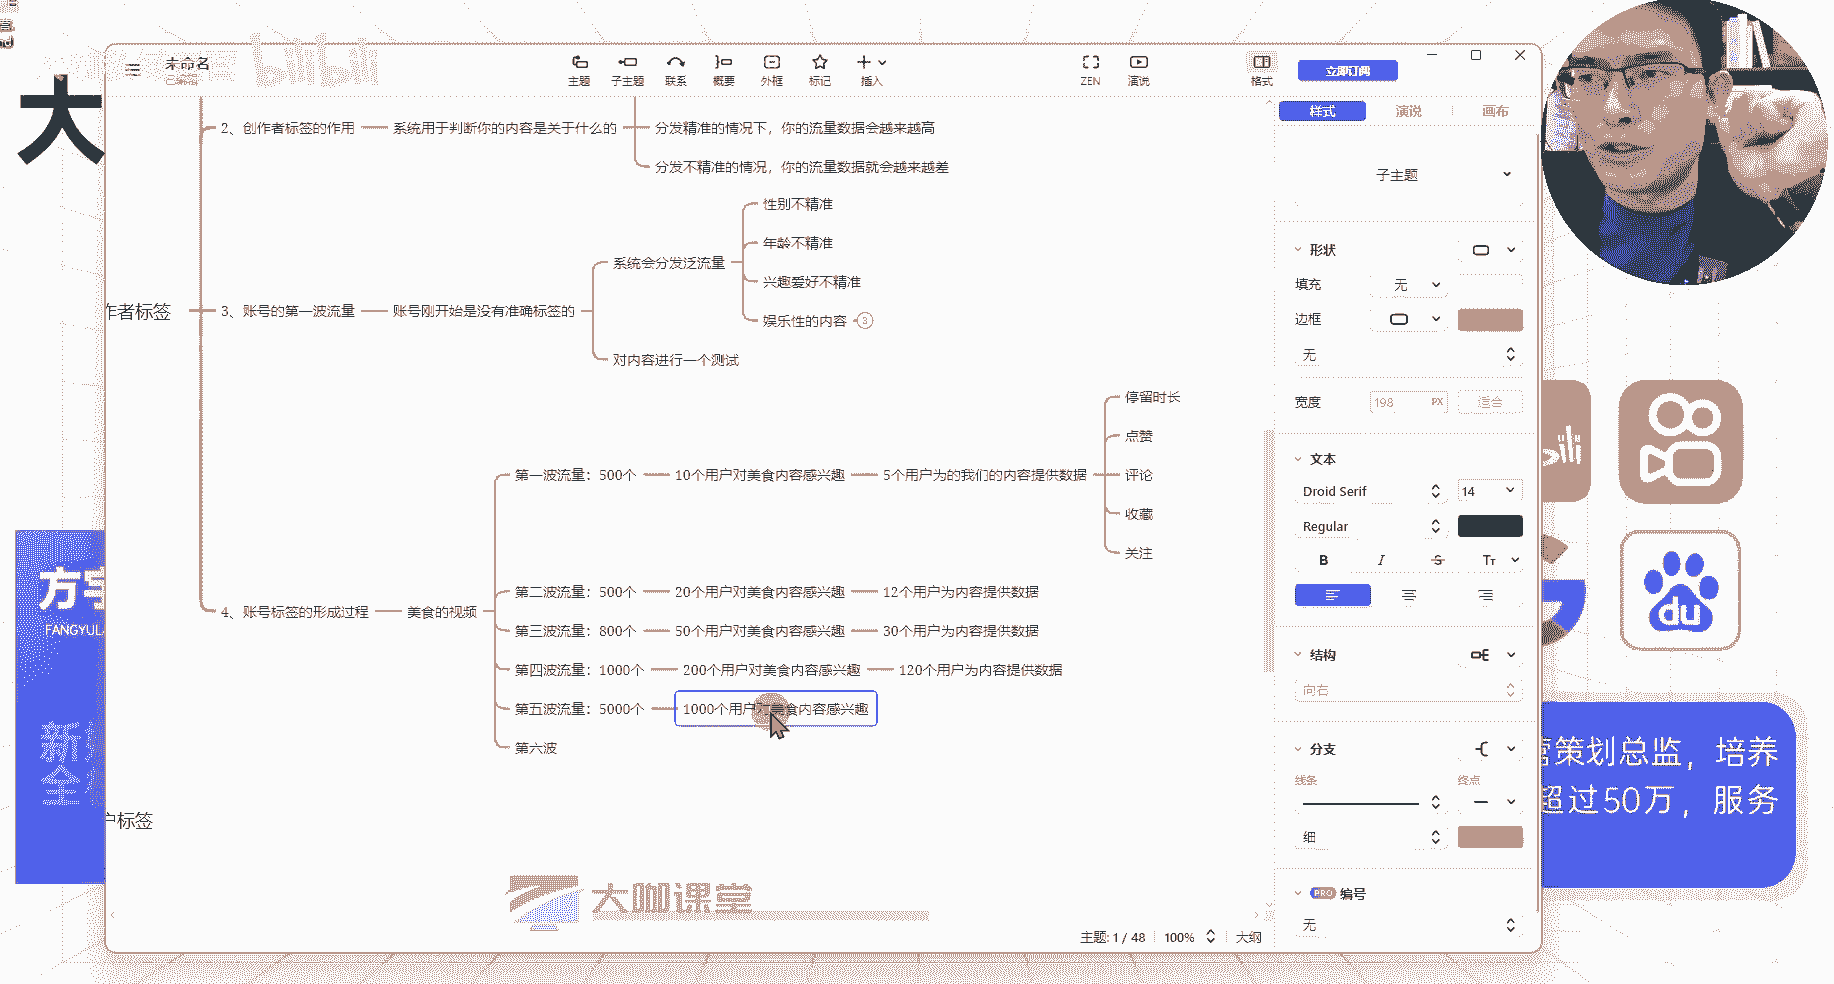 大
bilibili
未命名
已编辑
主题
子主题
联系
概要
外框
标记
插入
ZEN
演说
格式
立即订阅
样式
演说
画布
2、创作者标签的作用
系统用于判断你的内容是关于什么的
分发精准的情况下，你的流量数据会越来越高
分发不精准的情况，你的流量数据就会越来越差
作者标签
3、账号的第一波流量
账号刚开始是没有准确标签的
系统会分发泛流量
性别不精准
年龄不精准
兴趣爱好不精准
娱乐性的内容
3
对内容进行一个测试
4、账号标签的形成过程
美食的视频
第一波流量：500个
10个用户对美食内容感兴趣
5个用户为的我们的内容提供数据
停留时长
点赞
评论
收藏
关注
第二波流量：500个
20个用户对美食内容感兴趣
12个用户为内容提供数据
第三波流量：800个
50个用户对美食内容感兴趣
30个用户为内容提供数据
第四波流量：1000个
200个用户对美食内容感兴趣
120个用户为内容提供数据
第五波流量：5000个
1000个用户对美食内容感兴趣
第六波
户标签
大咖课堂
主题: 1 / 48
100%
大纲
子主题
形状
填充
无
边框
无
宽度
198
PX
适合
文本
Droid Serif
14
Regular
B
I
S
Tт
结构
向右
分支
线条
终点
细
PRO 编号
无
方宇
FANGYUL
新
全
du
营策划总监，培养
超过50万，服务